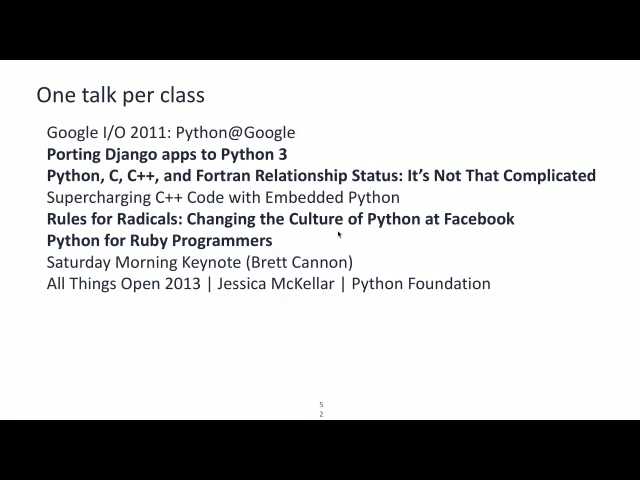 One talk per class
Google I/O 2011: Python@Google
Porting Django apps to Python 3
Python, C, C++, and Fortran Relationship Status: It’s Not That Complicated
Supercharging C++ Code with Embedded Python
Rules for Radicals: Changing the Culture of Python at Facebook
Python for Ruby Programmers
Saturday Morning Keynote (Brett Cannon)
All Things Open 2013 | Jessica McKellar | Python Foundation
5
2